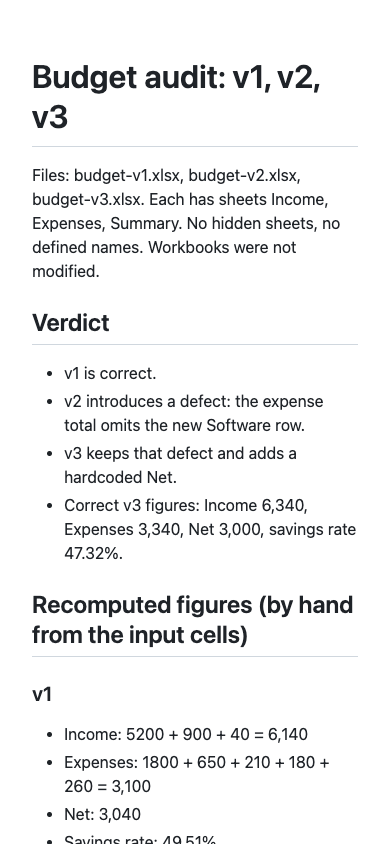 Budget audit: v1, v2,
v3
Files: budget-v1.xlsx, budget-v2.xlsx,
budget-v3.xlsx. Each has sheets Income,
Expenses, Summary. No hidden sheets, no
defined names. Workbooks were not
modified.
Verdict
• v1 is correct.
• v2 introduces a defect: the expense
total omits the new Software row.
• v3 keeps that defect and adds a
hardcoded Net.
• Correct v3 figures: Income 6,340,
Expenses 3,340, Net 3,000, savings rate
47.32%.
Recomputed figures (by hand
from the input cells)
v1
• Income: 5200 + 900 + 40 = 6,140
• Expenses: 1800 + 650 + 210 + 180 +
260 = 3,100
• Net: 3,040
• Savings rate: 49.51%